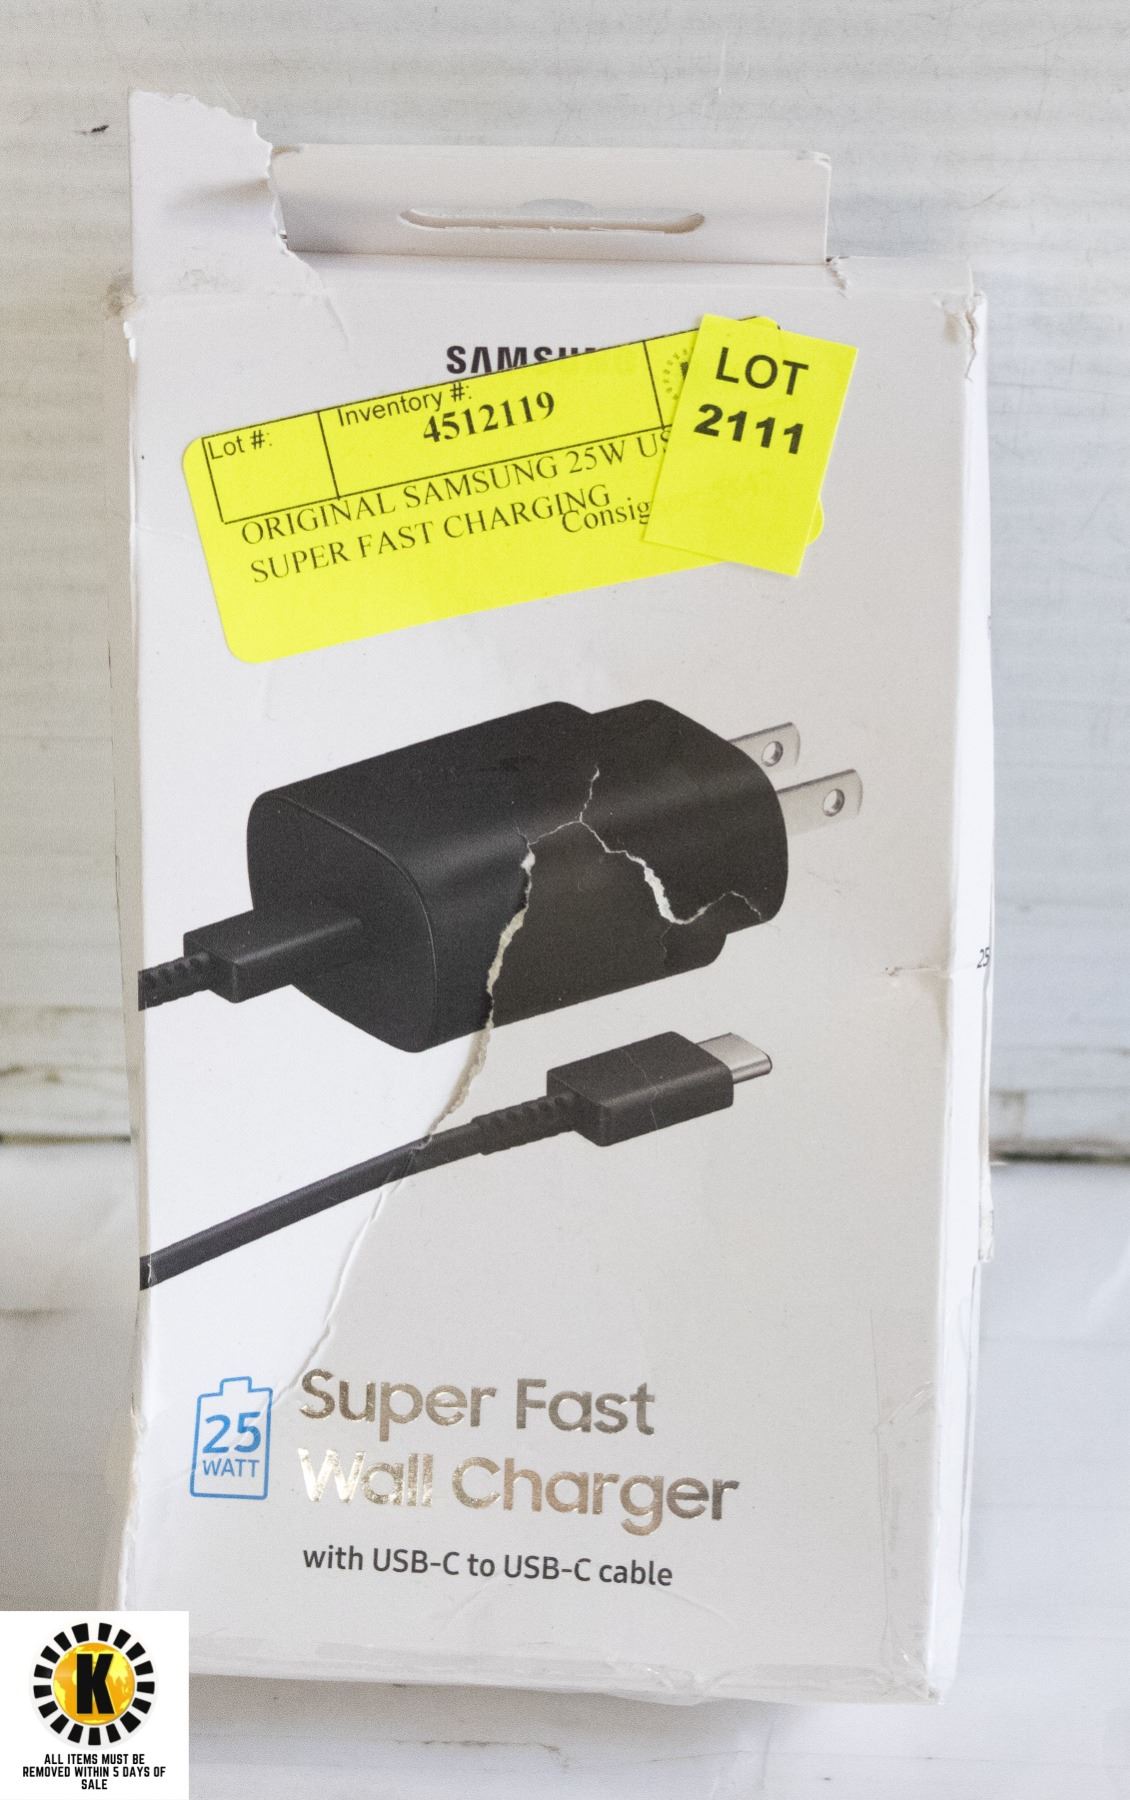 SAMSUNG
Lot #:
Inventory #:
4512119
LOT
2111
ORIGINAL SAMSUNG 25W
SUPER FAST CHARGING
25
25
WATT
Super Fast
Wall Charger
with USB-C to USB-C cable
K
ALL ITEMS MUST BE
REMOVED WITHIN 5 DAYS OF
SALE